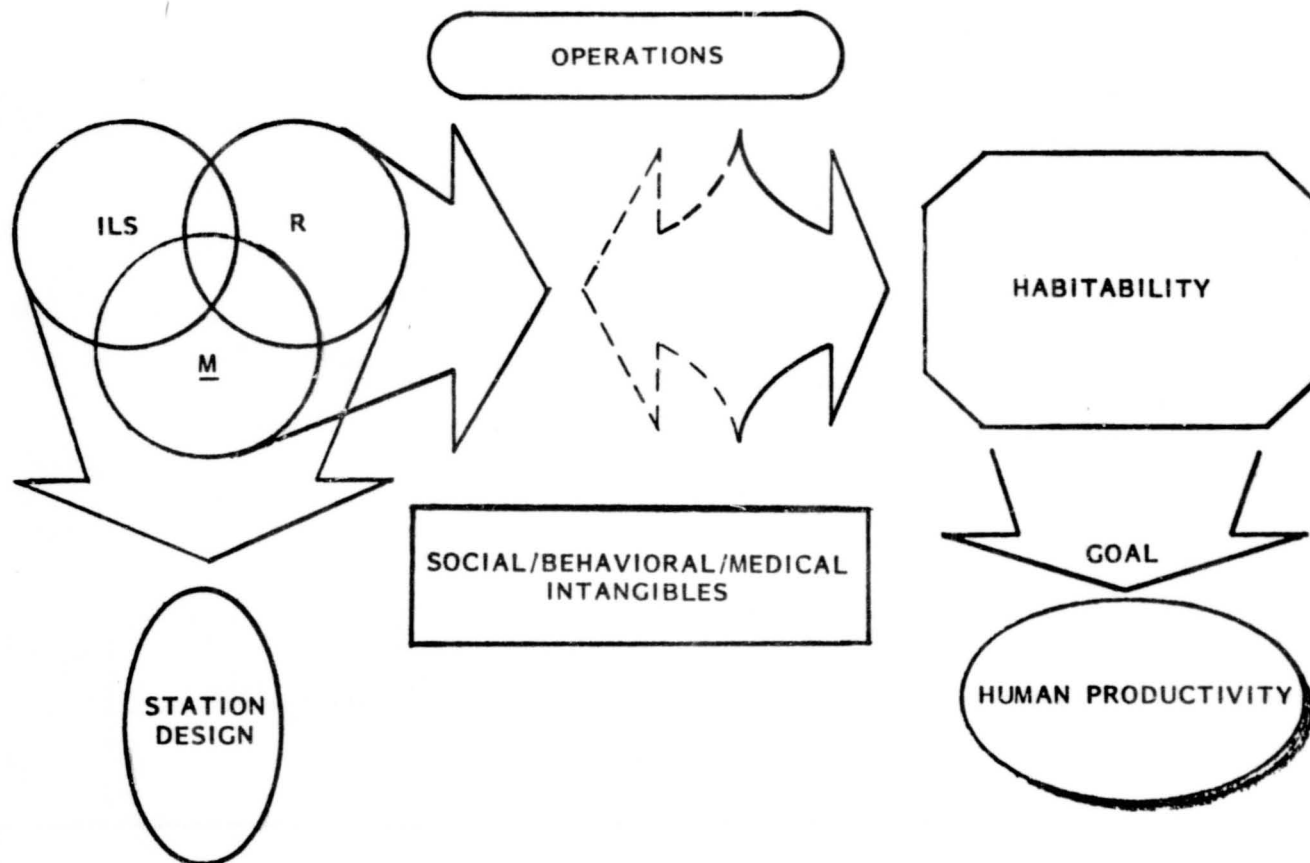 OPERATIONS
ILS
R
M
HABITABILITY
SOCIAL/BEHAVIORAL/MEDICAL
INTANGIBLES
GOAL
STATION
DESIGN
HUMAN PRODUCTIVITY